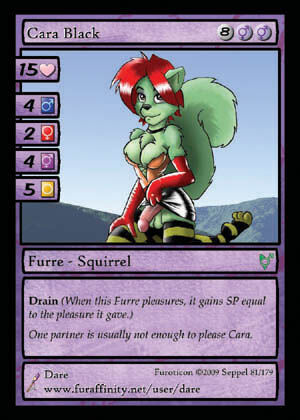 Cara Black
8
15
4
2
4
5
Furre - Squirrel
Drain (When this Furre pleasures, it gains SP equal
to the pleasure it gave.)
One partner is usually not enough to please Cara.
Dare
Furoticon ©2009 Seppel 81/179
www.furaffinity.net/user/dare